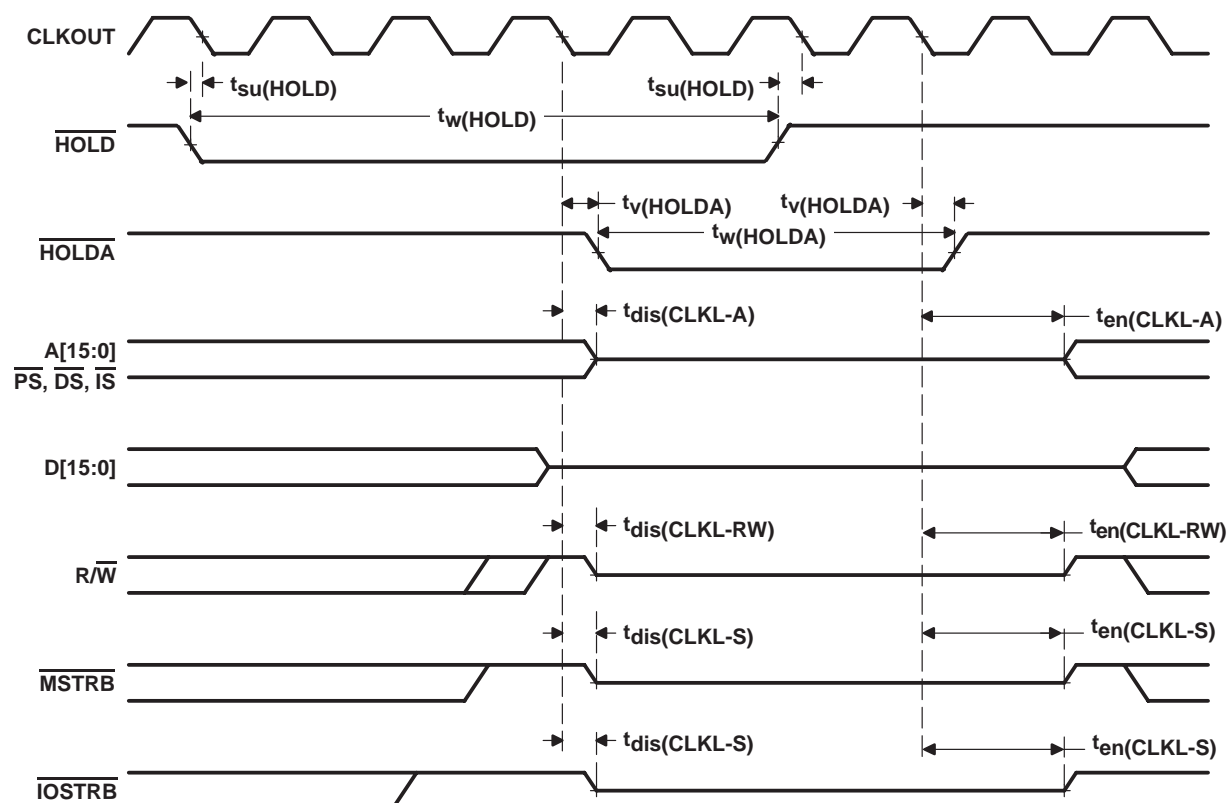 CLKOUT
tsu(HOLD)
tsu(HOLD)
tw(HOLD)
HOLD
tv(HOLDA)
tv(HOLDA)
tw(HOLDA)
HOLDA
tdis(CLKL-A)
ten(CLKL-A)
A[15:0]
PS, DS, IS
D[15:0]
tdis(CLKL-RW)
ten(CLKL-RW)
R/W
tdis(CLKL-S)
ten(CLKL-S)
MSTRB
tdis(CLKL-S)
ten(CLKL-S)
IOSTRB